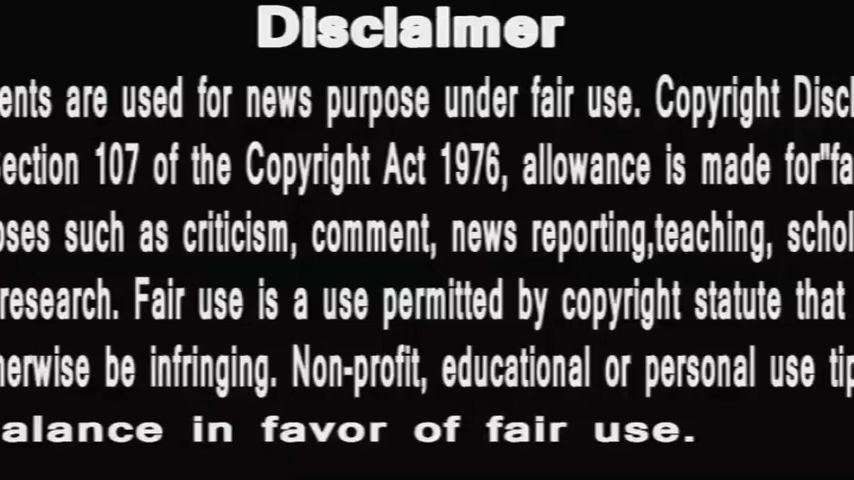 Disclaimer
ents are used for news purpose under fair use. Copyright Discl
ection 107 of the Copyright Act 1976, allowance is made for"fa
oses such as criticism, comment, news reporting,teaching, schol
research. Fair use is a use permitted by copyright statute that
herwise be infringing. Non-profit, educational or personal use tip
alance in favor of fair use.